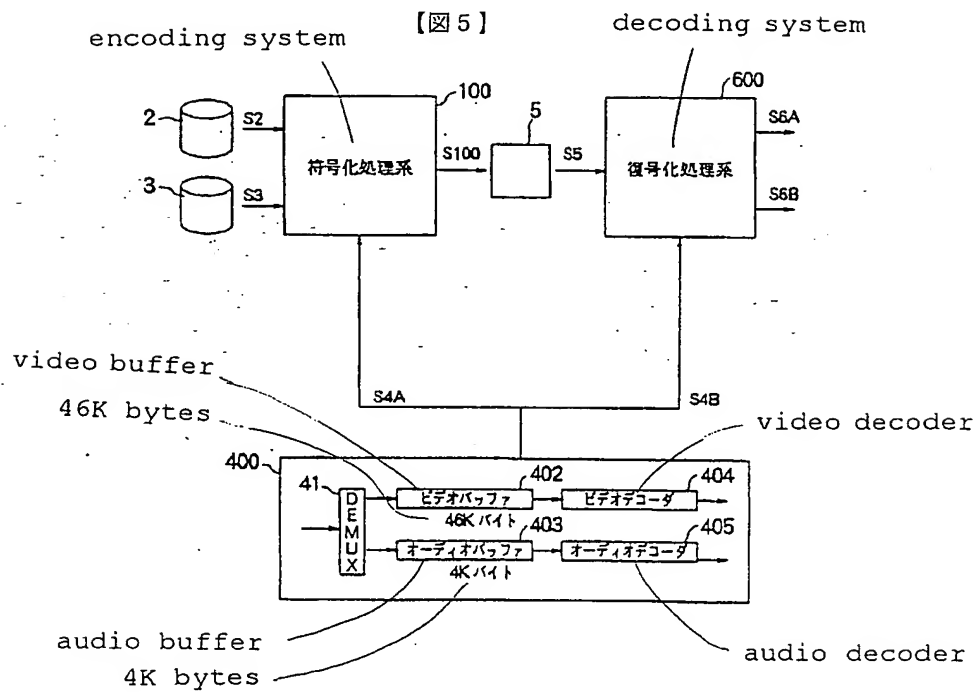 【図5】
encoding system
decoding system
100
600
2
S2
5
S6A
符号化処理系
S100
S5
復号化処理系
3
S3
S6B
video buffer
46K bytes
S4A
S4B
video decoder
400
41
402
404
DEMUX
ビデオバッファ
ビデオデコーダ
46Kバイト
403
405
オーディオバッファ
オーディオデコーダ
4Kバイト
audio buffer
4K bytes
audio decoder